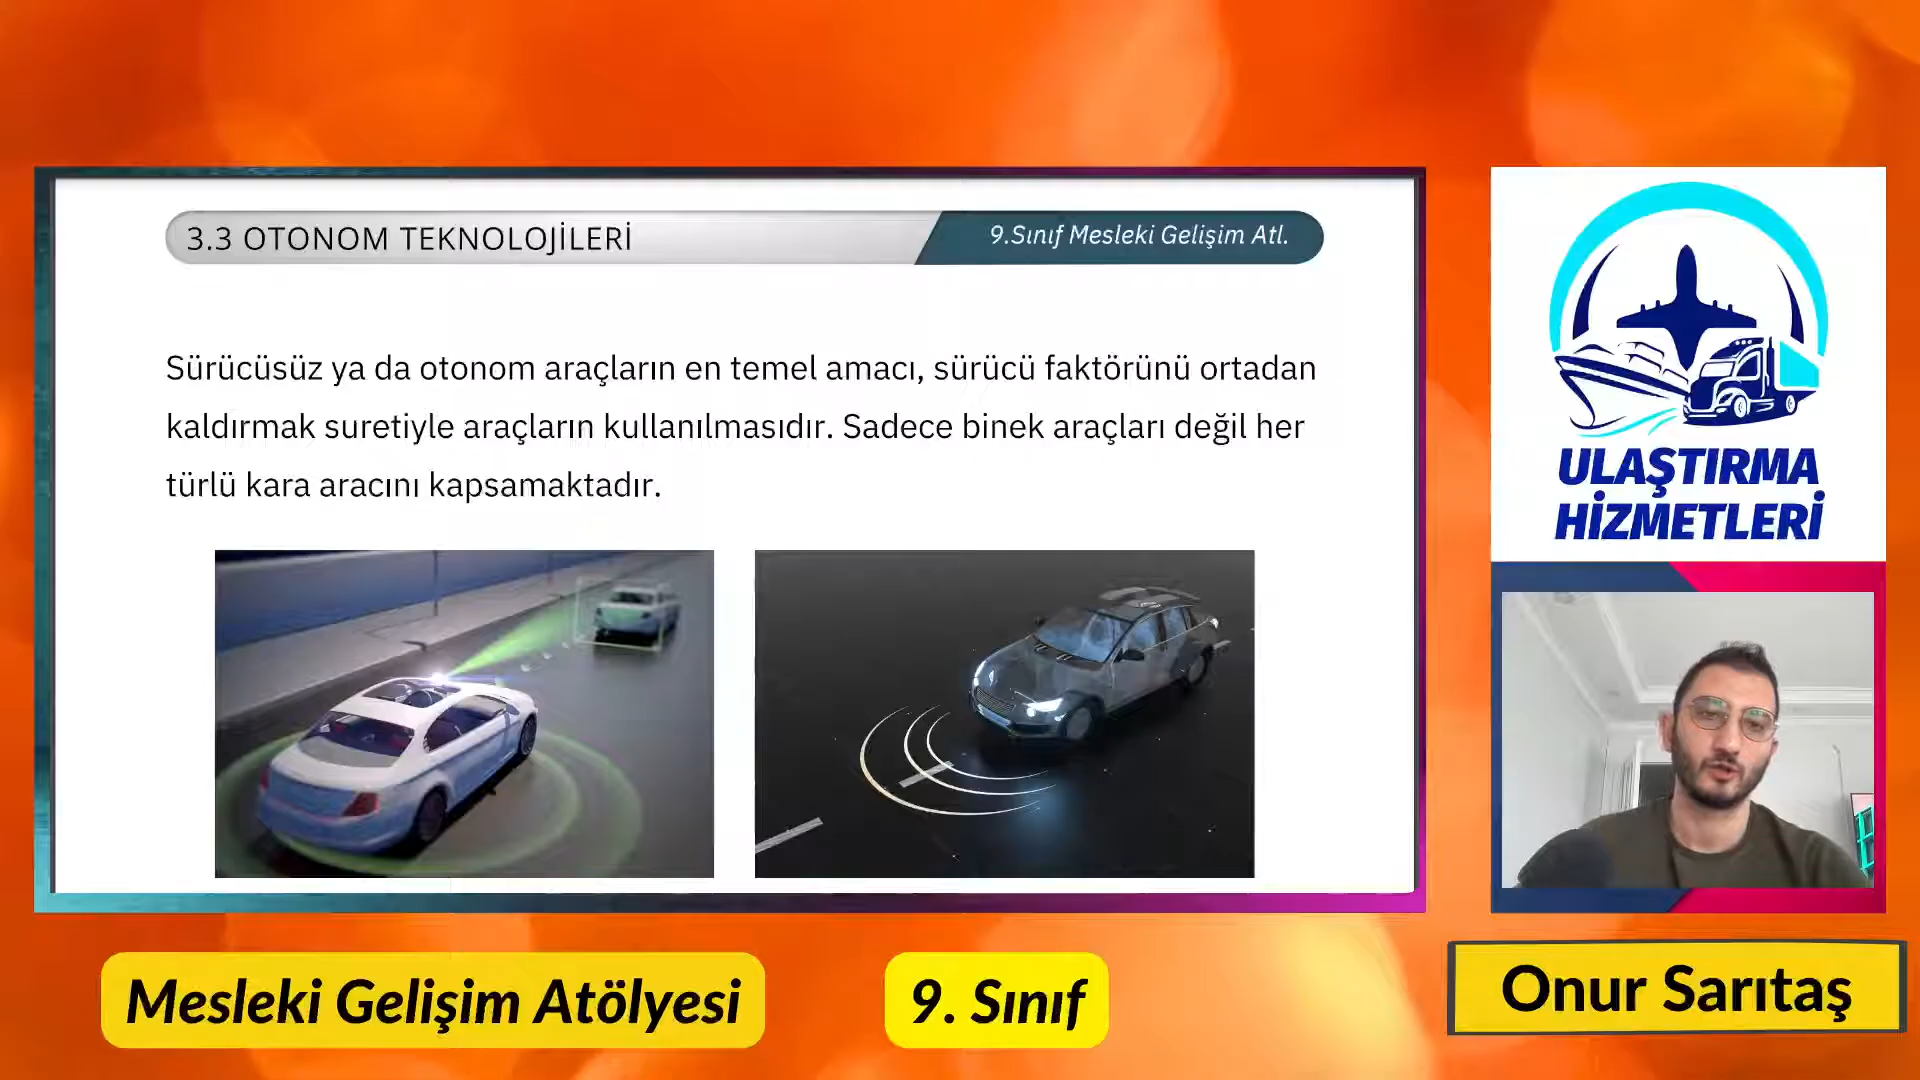 3.3 OTONOM TEKNOLOJİLERİ
9.Sınıf Mesleki Gelişim Atl.
Sürücüsüz ya da otonom araçların en temel amacı, sürücü faktörünü ortadan
kaldırmak suretiyle araçların kullanılmasıdır. Sadece binek araçları değil her
türlü kara aracını kapsamaktadır.
ULAŞTIRMA
HİZMETLERİ
Mesleki Gelişim Atölyesi
9. Sınıf
Onur Sarıtaş